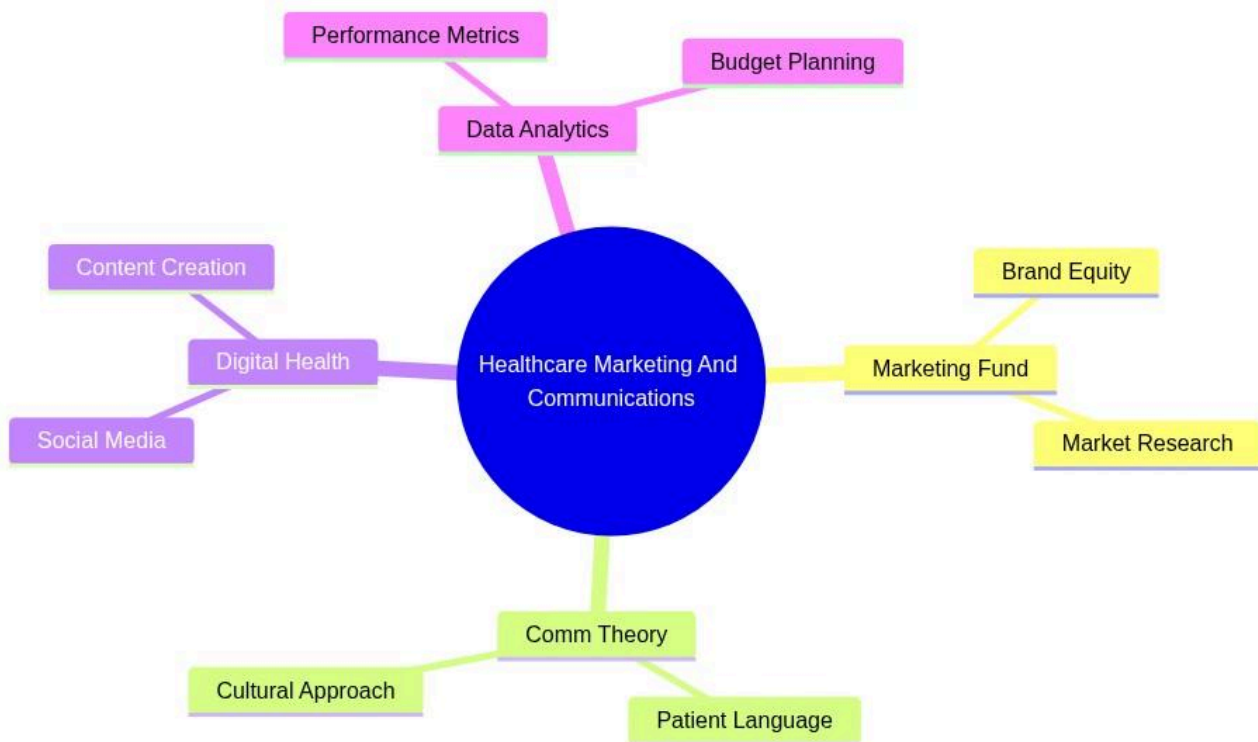 Performance Metrics
Budget Planning
Data Analytics
Content Creation
Brand Equity
Digital Health
Healthcare Marketing And
Communications
Marketing Fund
Social Media
Market Research
Comm Theory
Cultural Approach
Patient Language